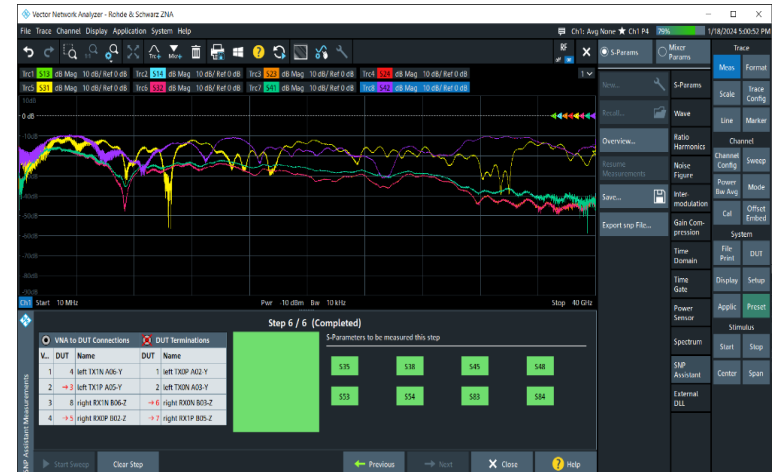 Vector Network Analyzer - Rohde & Schwarz ZNA
File Trace Channel Display Application System Help
Ch1: Avg None ★ Ch1 P4 79% 1/18/2024 5:00:52 PM
RF
S-Params Mixer Params
Trace
Trc1 S13 dB Mag 10 dB/ Ref 0 dB Trc2 S14 dB Mag 10 dB/ Ref 0 dB Trc3 S23 dB Mag 10 dB/ Ref 0 dB Trc4 S24 dB Mag 10 dB/ Ref 0 dB
Trc5 S31 dB Mag 10 dB/ Ref 0 dB Trc6 S32 dB Mag 10 dB/ Ref 0 dB Trc7 S41 dB Mag 10 dB/ Ref 0 dB Trc8 S42 dB Mag 10 dB/ Ref 0 dB
1
0 dB
-10dB
-40dB
-50dB
-60dB
-70dB
-80dB
-90dB
Ch1 Start 10 MHz Pwr -10 dBm Bw 10 kHz Stop 40 GHz
New...
Recall...
Overview...
Resume Measurements
Save...
Export snp File...
S-Params
Wave
Ratio Harmonics
Noise Figure
Inter-modulation
Gain Com-pression
Time Domain
Time Gate
Power Sensor
Spectrum
SNP Assistant
External DLL
Meas Format
Scale Trace Config
Line Marker
Channel
Channel Config Sweep
Power Bw Avg Mode
Cal Offset Embed
System
File Print DUT
Display Setup
Applic Preset
Stimulus
Start Stop
Center Span
SNP Assistant Measurements
Step 6 / 6 (Completed)
VNA to DUT Connections DUT Terminations
V... DUT Name DUT Name
1 4 left TX1N A06-Y 1 left TX0P A02-Y
2 →3 left TX1P A05-Y 2 left TX0N A03-Y
3 8 right RX1N B06-Z →6 right RX0N B03-Z
4 →5 right RX0P B02-Z →7 right RX1P B05-Z
S-Parameters to be measured this step
S35 S38 S45 S48
S53 S54 S83 S84
Start Sweep Clear Step Previous Next Close Help